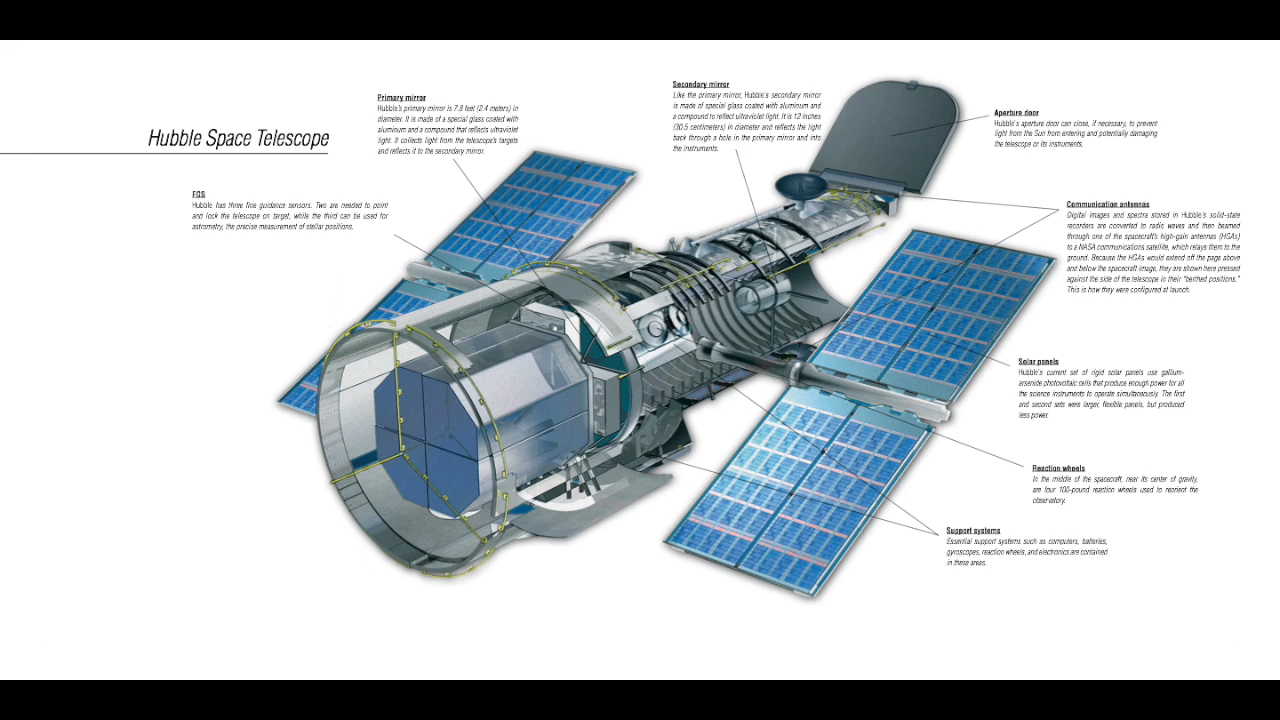 Hubble Space Telescope
Primary mirror
Hubble's primary mirror is 7.8 feet (2.4 meters) in
diameter. It is made of a special glass coated with
aluminum and a compound that reflects ultraviolet
light. It collects light from the telescope's targets
and reflects it to the secondary mirror.
FGS
Hubble has three fine guidance sensors. Two are needed to point
and lock the telescope on target, while the third can be used for
astrometry, the precise measurement of stellar positions.
Secondary mirror
Like the primary mirror, Hubble's secondary mirror
is made of special glass coated with aluminum and
a compound to reflect ultraviolet light. It is 12 inches
(30.5 centimeters) in diameter and reflects the light
back through a hole in the primary mirror and into
the instruments.
Aperture door
Hubble's aperture door can close, if necessary, to prevent
light from the Sun from entering and potentially damaging
the telescope or its instruments.
Communication antennas
Digital images and spectra stored in Hubble's solid-state
recorders are converted to radio waves and then beamed
through one of the spacecraft's high-gain antennas (HGAs)
to a NASA communications satellite, which relays them to the
ground. Because the HGAs would extend off the page above
and below the spacecraft image, they are shown here pressed
against the side of the telescope in their "berthed positions."
This is how they were configured at launch.
Solar panels
Hubble's current set of rigid solar panels use gallium-
arsenide photovoltaic cells that produce enough power for all
the science instruments to operate simultaneously. The first
and second sets were larger, flexible panels, but produced
less power.
Reaction wheels
In the middle of the spacecraft, near its center of gravity,
are four 100-pound reaction wheels used to reorient the
observatory.
Support systems
Essential support systems such as computers, batteries,
gyroscopes, reaction wheels, and electronics are contained
in these areas.